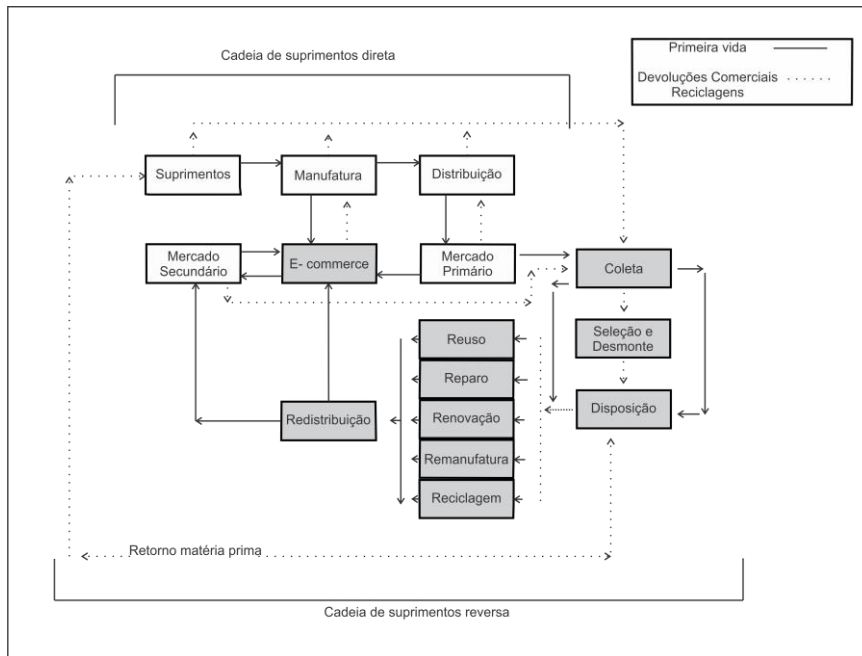 Cadeia de suprimentos direta
Primeira vida
Devoluções Comerciais
Reciclagens
Suprimentos
Manufatura
Distribuição
Mercado
Secundário
E- commerce
Mercado
Primário
Coleta
Seleção e
Desmonte
Disposição
Reuso
Reparo
Renovação
Remanufatura
Reciclagem
Redistribuição
Retorno matéria prima
Cadeia de suprimentos reversa